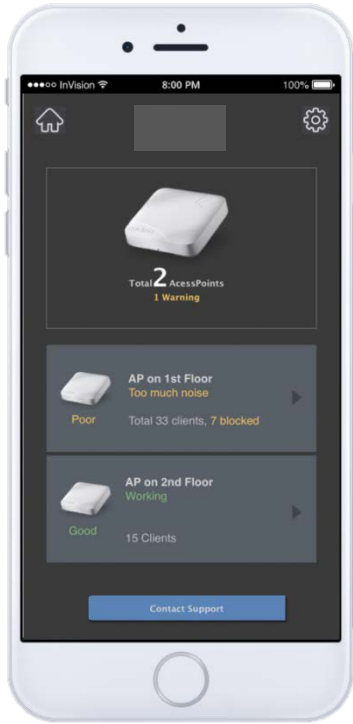 InVision 8:00 PM 100%
Total 2 AcessPoints
1 Warning
AP on 1st Floor
Too much noise
Poor Total 33 clients, 7 blocked
AP on 2nd Floor
Working
Good 15 Clients
Contact Support